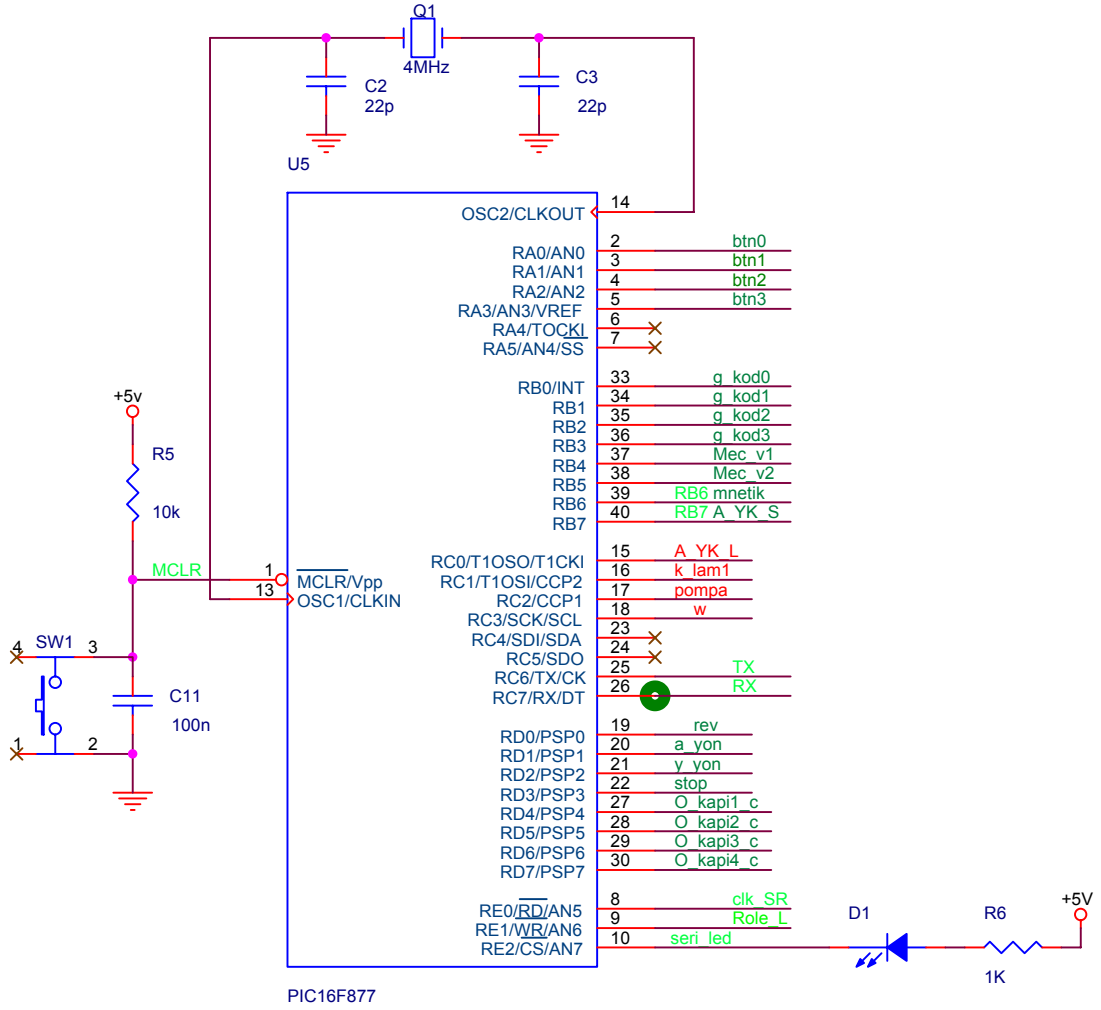 Q1
4MHz
C2
22p
C3
22p
U5
OSC2/CLKOUT 14
RA0/AN0 2 btn0
RA1/AN1 3 btn1
RA2/AN2 4 btn2
RA3/AN3/VREF 5 btn3
RA4/TOCKI 6
RA5/AN4/SS 7
RB0/INT 33 g_kod0
RB1 34 g_kod1
RB2 35 g_kod2
RB3 36 g_kod3
RB4 37 Mec_v1
RB5 38 Mec_v2
RB6 39 RB6 mnetik
RB7 40 RB7 A_YK_S
+5v
R5
10k
MCLR 1 MCLR/Vpp
13 OSC1/CLKIN
RC0/T1OSO/T1CKI 15 A_YK_L
RC1/T1OSI/CCP2 16 k_lam1
RC2/CCP1 17 pompa
RC3/SCK/SCL 18 w
RC4/SDI/SDA 23
RC5/SDO 24
RC6/TX/CK 25 TX
RC7/RX/DT 26 RX
4 SW1 3
C11
100n
1 2
RD0/PSP0 19 rev
RD1/PSP1 20 a_yon
RD2/PSP2 21 y_yon
RD3/PSP3 22 stop
RD4/PSP4 27 O_kapi1_c
RD5/PSP5 28 O_kapi2_c
RD6/PSP6 29 O_kapi3_c
RD7/PSP7 30 O_kapi4_c
RE0/RD/AN5 8 clk_SR
RE1/WR/AN6 9 Role_L
RE2/CS/AN7 10 seri_led
D1
R6
1K
+5V
PIC16F877